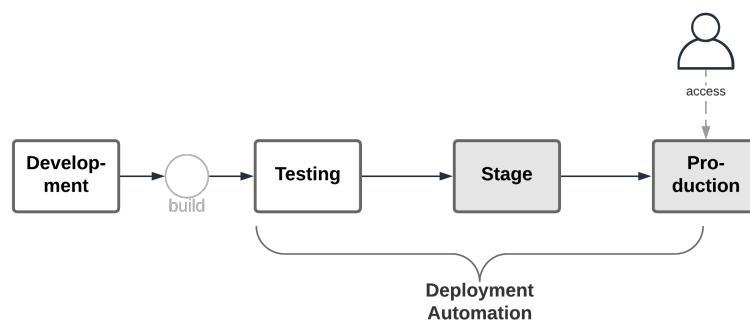 access
Develop-
ment
build
Testing
Stage
Pro-
duction
Deployment
Automation